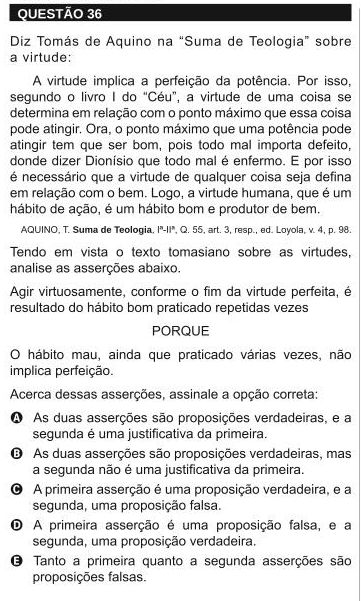 QUESTÃO 36
Diz Tomás de Aquino na “Suma de Teologia” sobre
a virtude:
A virtude implica a perfeição da potência. Por isso,
segundo o livro I do “Céu”, a virtude de uma coisa se
determina em relação com o ponto máximo que essa coisa
pode atingir. Ora, o ponto máximo que uma potência pode
atingir tem que ser bom, pois todo mal importa defeito,
donde dizer Dionísio que todo mal é enfermo. E por isso
é necessário que a virtude de qualquer coisa seja defina
em relação com o bem. Logo, a virtude humana, que é um
hábito de ação, é um hábito bom e produtor de bem.
AQUINO, T. Suma de Teologia, Iª-IIª, Q. 55, art. 3, resp., ed. Loyola, v. 4, p. 98.
Tendo em vista o texto tomasiano sobre as virtudes,
analise as asserções abaixo.
Agir virtuosamente, conforme o fim da virtude perfeita, é
resultado do hábito bom praticado repetidas vezes
PORQUE
O hábito mau, ainda que praticado várias vezes, não
implica perfeição.
Acerca dessas asserções, assinale a opção correta:
A As duas asserções são proposições verdadeiras, e a
segunda é uma justificativa da primeira.
B As duas asserções são proposições verdadeiras, mas
a segunda não é uma justificativa da primeira.
C A primeira asserção é uma proposição verdadeira, e a
segunda, uma proposição falsa.
D A primeira asserção é uma proposição falsa, e a
segunda, uma proposição verdadeira.
E Tanto a primeira quanto a segunda asserções são
proposições falsas.